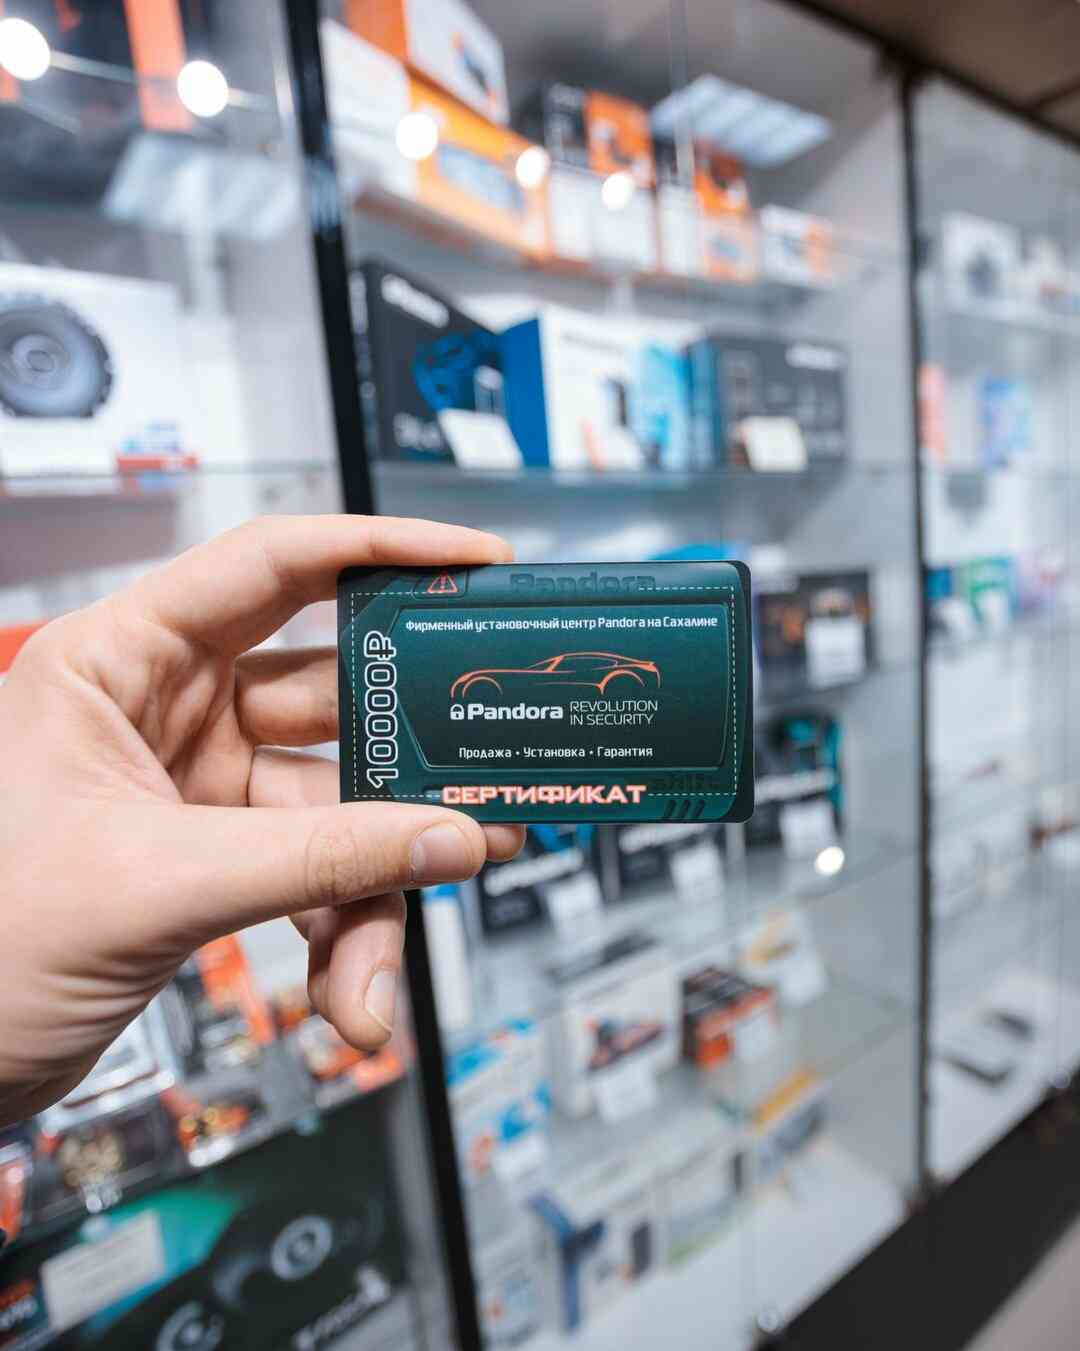 Pandora
Фирменный установочный центр Pandora на Сахалине
10000₽
Pandora REVOLUTION
IN SECURITY
Продажа • Установка • Гарантия
СЕРТИФИКАТ